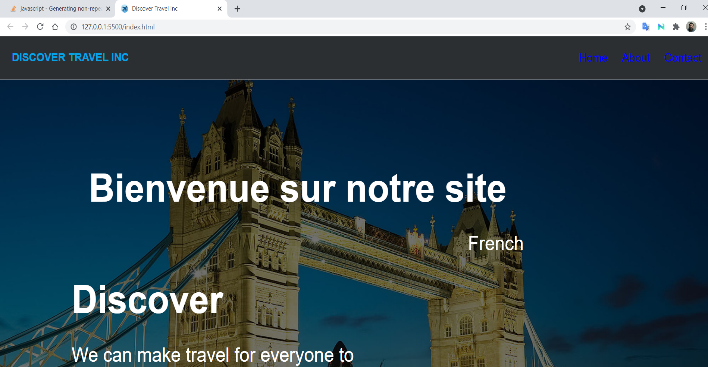 Javascript - Generating non-repe
Discover Travel Inc
127.0.0.1:5500/index.html
DISCOVER TRAVEL INC
Home About Contact
Bienvenue sur notre site
French
Discover
We can make travel for everyone to